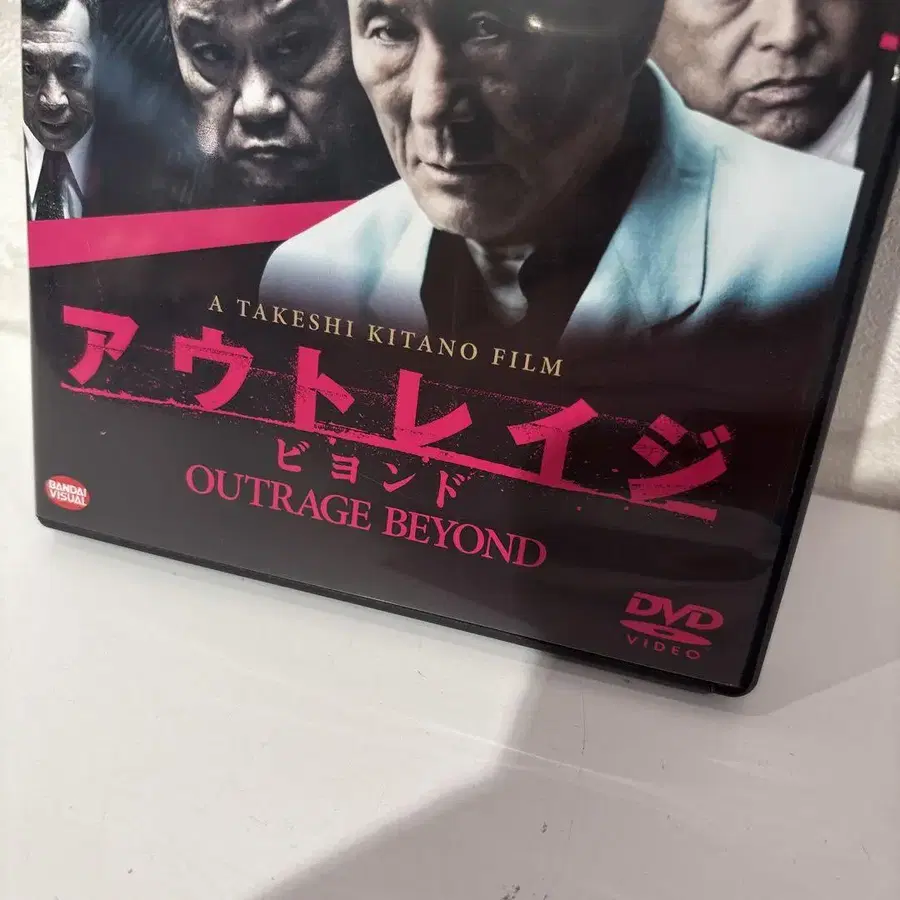 A TAKESHI KITANO FILM
アウトレイジ
ビヨンド
OUTRAGE BEYOND
BANDAI
VISUAL
DVD
VIDEO